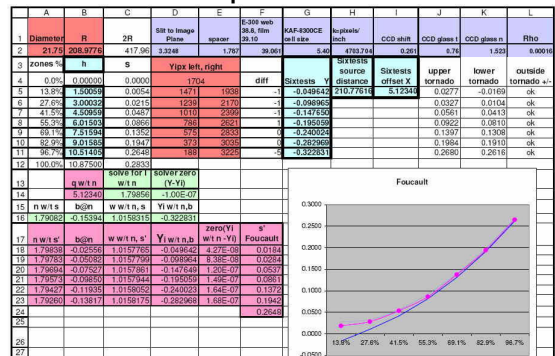 A B C D E F G H I J K L
1 Diameter R 2R Slit to Image Plane spacer E-300 web 38.8, film 39.10 KAF-8300CE cell size k=pixels/ inch CCD shift CCD glass t CCD glass n Rho
2 21.75 208.9776 417.96 3.3248 1.787 39.061 5.40 4703.704 0.261 0.76 1.523 0.00016
3 zones % h s Yipx left, right Sixtests source distance Sixtests offset X upper tornado lower tornado outside tornado +/-
4 0.0% 0.00000 0.0000 1704 diff Sixtests Y
5 13.8% 1.50059 0.0054 1471 1938 -1 -0.049642 210.77616 5.12340 0.0277 -0.0169 ok
6 27.6% 3.00032 0.0215 1239 2170 -1 -0.098965 0.0327 0.0104 ok
7 41.5% 4.50959 0.0487 1010 2399 -1 -0.147650 0.0561 0.0413 ok
8 55.3% 6.01503 0.0866 786 2621 1 -0.195059 0.0922 0.0810 ok
9 69.1% 7.51594 0.1352 575 2833 0 -0.240024 0.1397 0.1308 ok
10 82.9% 9.01585 0.1947 373 3035 0 -0.282969 0.1984 0.1910 ok
11 96.7% 10.51405 0.2648 188 3225 -5 -0.322831 0.2680 0.2616 ok
12 100.0% 10.87500 0.2833
13 q w/t n solve for i w/t n solver zero (Y-Yi)
14 5.12340 1.79856 -1.00E-07
15 n w/t s b@n w w/t n, s Yi w/t n,b
16 1.79082 -0.15394 1.0158315 -0.322831
17 n w/t s' b@n w w/t n, s' Yi w/t n,b zero(Yi w/t n -Yi) s' Foucault
18 1.79838 -0.02556 1.0157765 -0.049642 4.27E-08 0.0184
19 1.79783 -0.05082 1.0157799 -0.098964 8.38E-08 0.0284
20 1.79694 -0.07527 1.0157861 -0.147649 1.20E-07 0.0537
21 1.79573 -0.09850 1.0157944 -0.195059 1.49E-07 0.0861
22 1.79427 -0.11935 1.0158052 -0.240023 1.64E-07 0.1372
23 1.79260 -0.13817 1.0158175 -0.282968 1.68E-07 0.1942
24 0.2648
25
26
27
Foucault
0.3000
0.2500
0.2000
0.1500
0.1000
0.0500
0.0000
-0.0500
13.8% 27.6% 41.5% 55.3% 69.1% 82.9% 96.7%